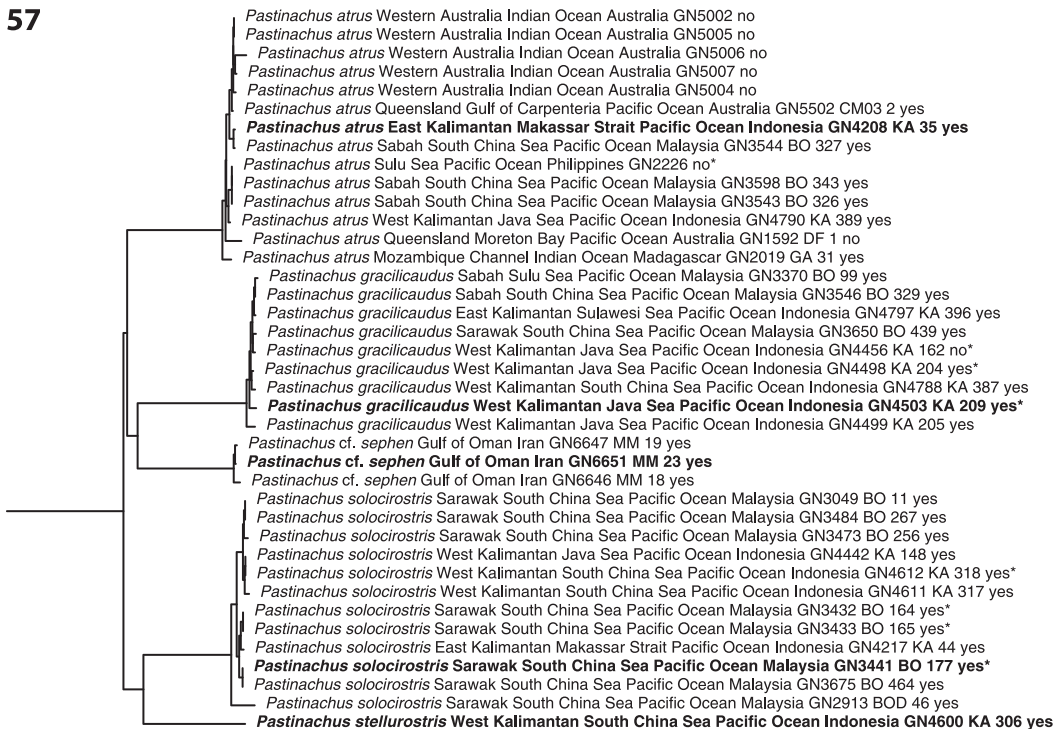 57
Pastinachus atrus Western Australia Indian Ocean Australia GN5002 no
Pastinachus atrus Western Australia Indian Ocean Australia GN5005 no
Pastinachus atrus Western Australia Indian Ocean Australia GN5006 no
Pastinachus atrus Western Australia Indian Ocean Australia GN5007 no
Pastinachus atrus Western Australia Indian Ocean Australia GN5004 no
Pastinachus atrus Queensland Gulf of Carpenteria Pacific Ocean Australia GN5502 CM03 2 yes
Pastinachus atrus East Kalimantan Makassar Strait Pacific Ocean Indonesia GN4208 KA 35 yes
Pastinachus atrus Sabah South China Sea Pacific Ocean Malaysia GN3544 BO 327 yes
Pastinachus atrus Sulu Sea Pacific Ocean Philippines GN2226 no*
Pastinachus atrus Sabah South China Sea Pacific Ocean Malaysia GN3598 BO 343 yes
Pastinachus atrus Sabah South China Sea Pacific Ocean Malaysia GN3543 BO 326 yes
Pastinachus atrus West Kalimantan Java Sea Pacific Ocean Indonesia GN4790 KA 389 yes
Pastinachus atrus Queensland Moreton Bay Pacific Ocean Australia GN1592 DF 1 no
Pastinachus atrus Mozambique Channel Indian Ocean Madagascar GN2019 GA 31 yes
Pastinachus gracilicaudus Sabah Sulu Sea Pacific Ocean Malaysia GN3370 BO 99 yes
Pastinachus gracilicaudus Sabah South China Sea Pacific Ocean Malaysia GN3546 BO 329 yes
Pastinachus gracilicaudus East Kalimantan Sulawesi Sea Pacific Ocean Indonesia GN4797 KA 396 yes
Pastinachus gracilicaudus Sarawak South China Sea Pacific Ocean Malaysia GN3650 BO 439 yes
Pastinachus gracilicaudus West Kalimantan Java Sea Pacific Ocean Indonesia GN4456 KA 162 no*
Pastinachus gracilicaudus West Kalimantan Java Sea Pacific Ocean Indonesia GN4498 KA 204 yes*
Pastinachus gracilicaudus West Kalimantan South China Sea Pacific Ocean Indonesia GN4788 KA 387 yes
Pastinachus gracilicaudus West Kalimantan Java Sea Pacific Ocean Indonesia GN4503 KA 209 yes*
Pastinachus gracilicaudus West Kalimantan Java Sea Pacific Ocean Indonesia GN4499 KA 205 yes
Pastinachus cf. sephen Gulf of Oman Iran GN6647 MM 19 yes
Pastinachus cf. sephen Gulf of Oman Iran GN6651 MM 23 yes
Pastinachus cf. sephen Gulf of Oman Iran GN6646 MM 18 yes
Pastinachus solocirostris Sarawak South China Sea Pacific Ocean Malaysia GN3049 BO 11 yes
Pastinachus solocirostris Sarawak South China Sea Pacific Ocean Malaysia GN3484 BO 267 yes
Pastinachus solocirostris Sarawak South China Sea Pacific Ocean Malaysia GN3473 BO 256 yes
Pastinachus solocirostris West Kalimantan Java Sea Pacific Ocean Indonesia GN4442 KA 148 yes
Pastinachus solocirostris West Kalimantan South China Sea Pacific Ocean Indonesia GN4612 KA 318 yes*
Pastinachus solocirostris West Kalimantan South China Sea Pacific Ocean Indonesia GN4611 KA 317 yes
Pastinachus solocirostris Sarawak South China Sea Pacific Ocean Malaysia GN3432 BO 164 yes*
Pastinachus solocirostris Sarawak South China Sea Pacific Ocean Malaysia GN3433 BO 165 yes*
Pastinachus solocirostris East Kalimantan Makassar Strait Pacific Ocean Indonesia GN4217 KA 44 yes
Pastinachus solocirostris Sarawak South China Sea Pacific Ocean Malaysia GN3441 BO 177 yes*
Pastinachus solocirostris Sarawak South China Sea Pacific Ocean Malaysia GN3675 BO 464 yes
Pastinachus solocirostris Sarawak South China Sea Pacific Ocean Malaysia GN2913 BOD 46 yes
Pastinachus stellurostris West Kalimantan South China Sea Pacific Ocean Indonesia GN4600 KA 306 yes